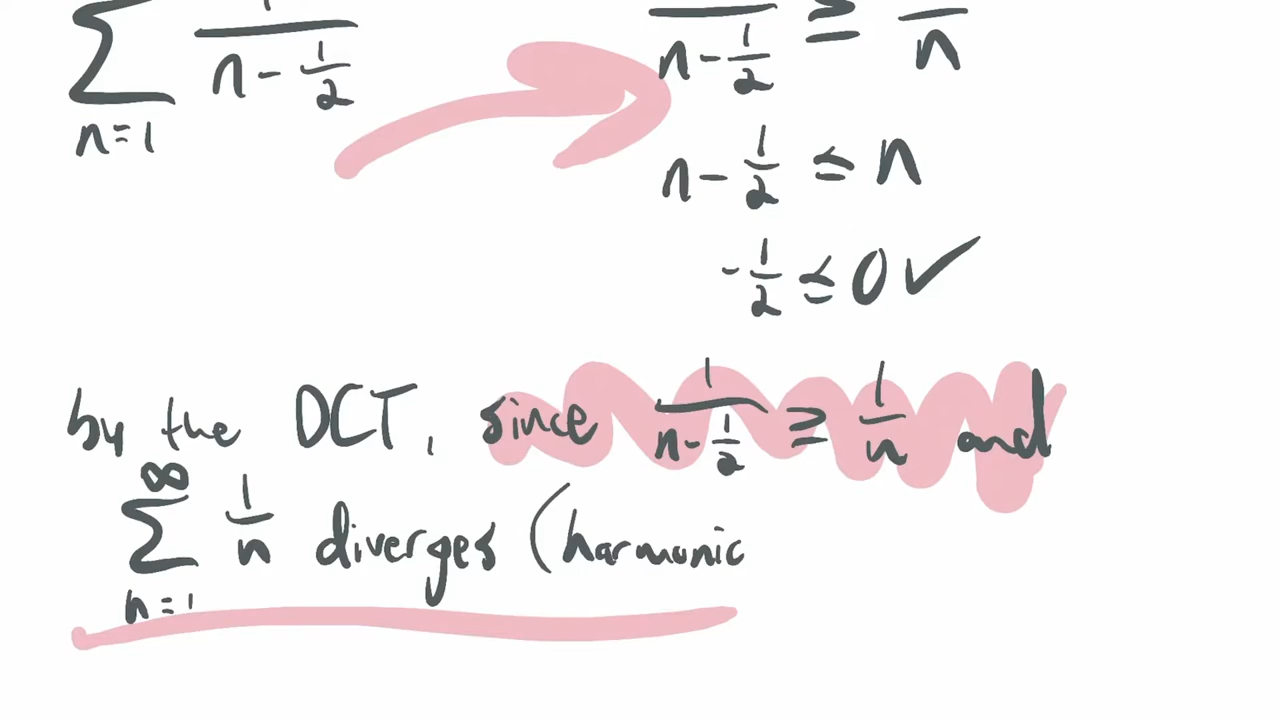 ∑ n=1 1/(n - 1/2)
1/(n - 1/2) ≥ 1/n
n - 1/2 ≤ n
-1/2 ≤ 0 ✓
by the DCT, since 1/(n - 1/2) ≥ 1/n and
∞ ∑ n=1 1/n diverges (harmonic